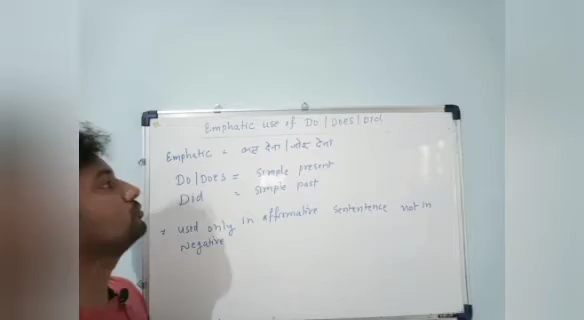 Emphatic use of Do/Does/Did
Emphatic = बल देना/जोर देना
Do/Does = Simple present
Did = Simple past
* used only in affirmative sententence not in
Negative